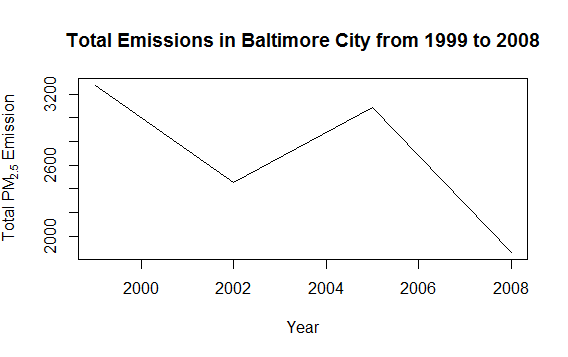 Total Emissions in Baltimore City from 1999 to 2008
Total PM2.5 Emission
3200
2600
2000
2000 2002 2004 2006 2008
Year